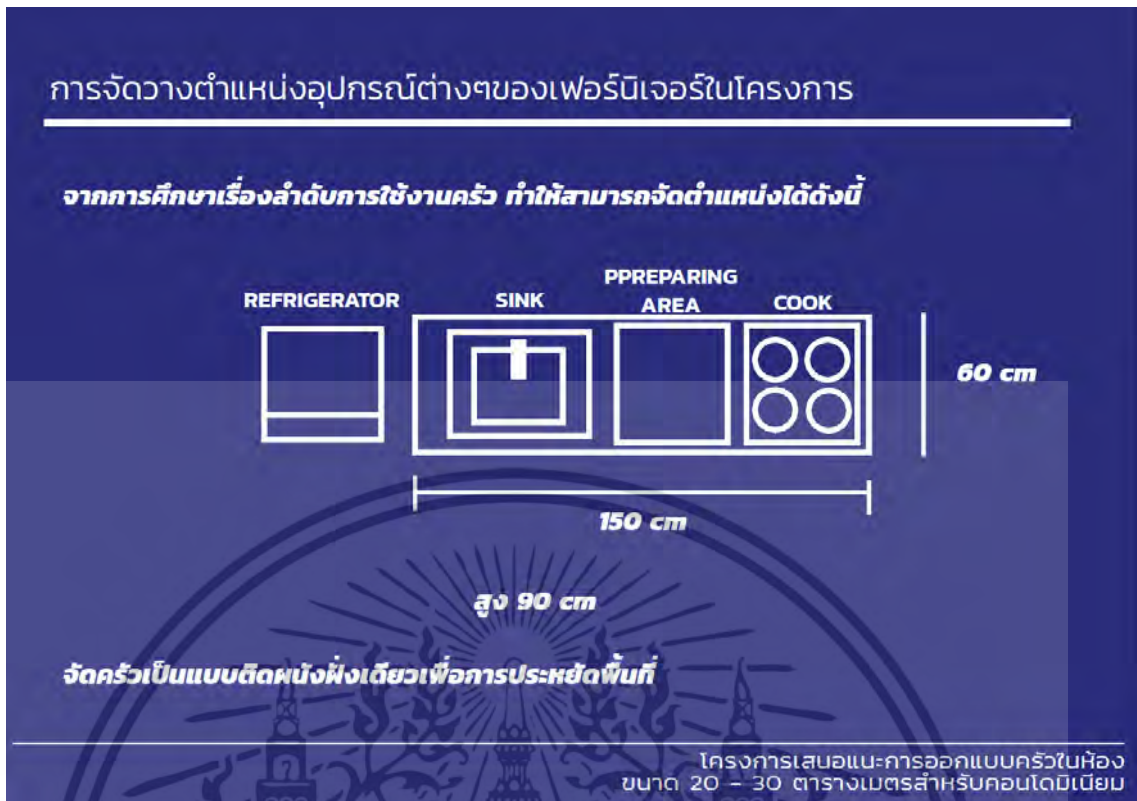 การจัดวางตำแหน่งอุปกรณ์ต่างๆของเฟอร์นิเจอร์ในโครงการ
จากการศึกษาเรื่องลำดับการใช้งานครัว ทำให้สามารถจัดตำแหน่งได้ดังนี้
REFRIGERATOR
SINK
PPREPARING
AREA
COOK
60 cm
150 cm
สูง 90 cm
จัดครัวเป็นแบบติดผนังฝั่งเดียวเพื่อการประหยัดพื้นที่
โครงการเสนอแนะการออกแบบครัวในห้อง
ขนาด 20 - 30 ตารางเมตรสำหรับคอนโดมิเนียม